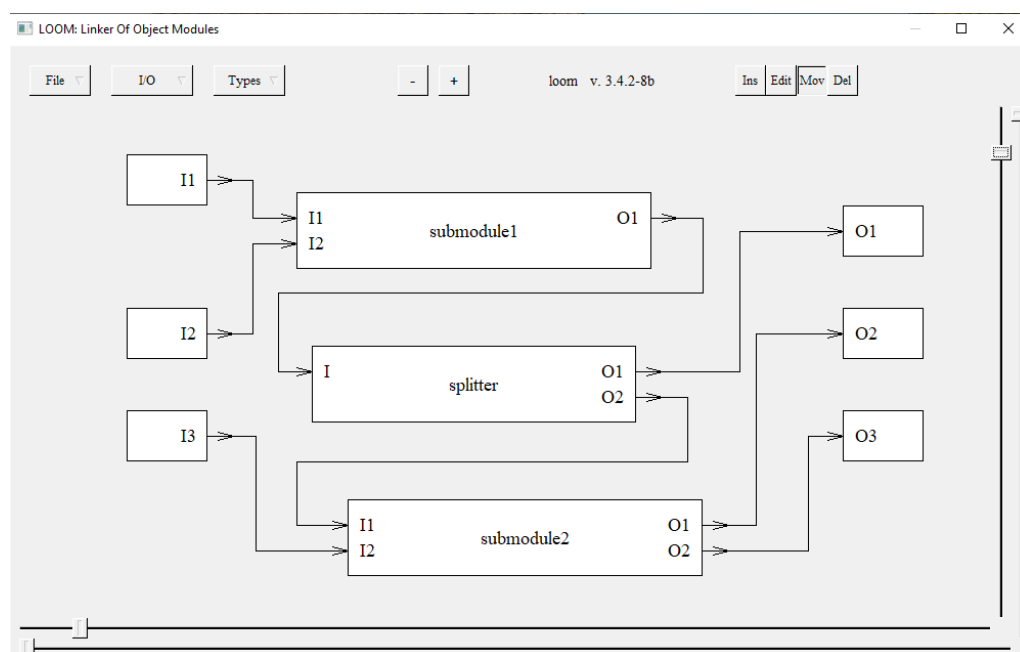 LOOM: Linker Of Object Modules
File I/O Types - + loom v. 3.4.2-8b Ins Edit Mov Del
I1
I1 submodule1 O1
I2
O1
I2
O2
I splitter O1
O2
I3
O3
I1 submodule2 O1
I2 O2